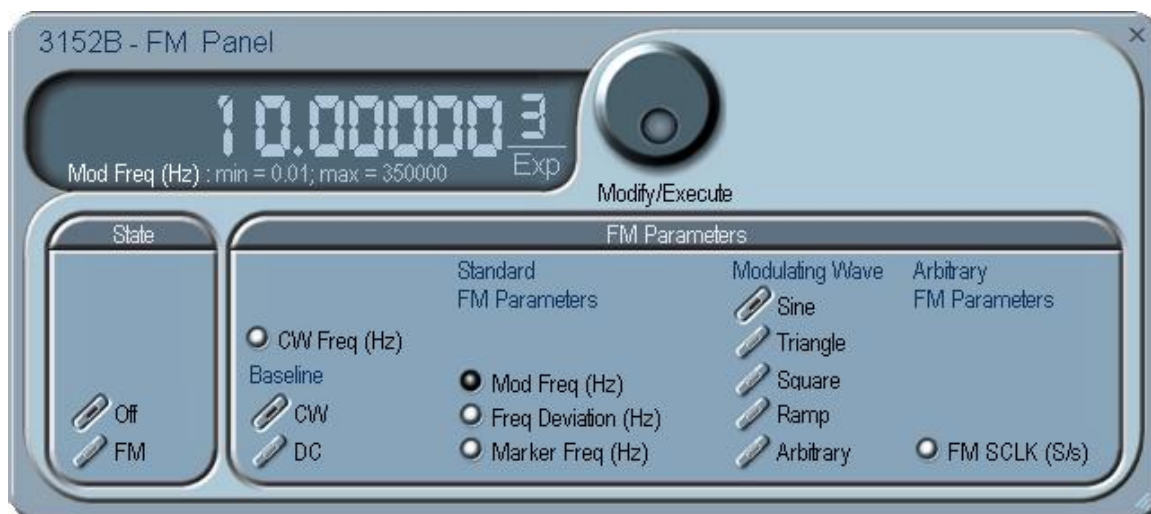 3152B - FM Panel
10.00000 3
Exp
Mod Freq (Hz) : min = 0.01; max = 350000
Modify/Execute
State
Off
FM
FM Parameters
CW Freq (Hz)
Baseline
CW
DC
Standard
FM Parameters
Mod Freq (Hz)
Freq Deviation (Hz)
Marker Freq (Hz)
Modulating Wave
Sine
Triangle
Square
Ramp
Arbitrary
Arbitrary
FM Parameters
FM SCLK (S/s)